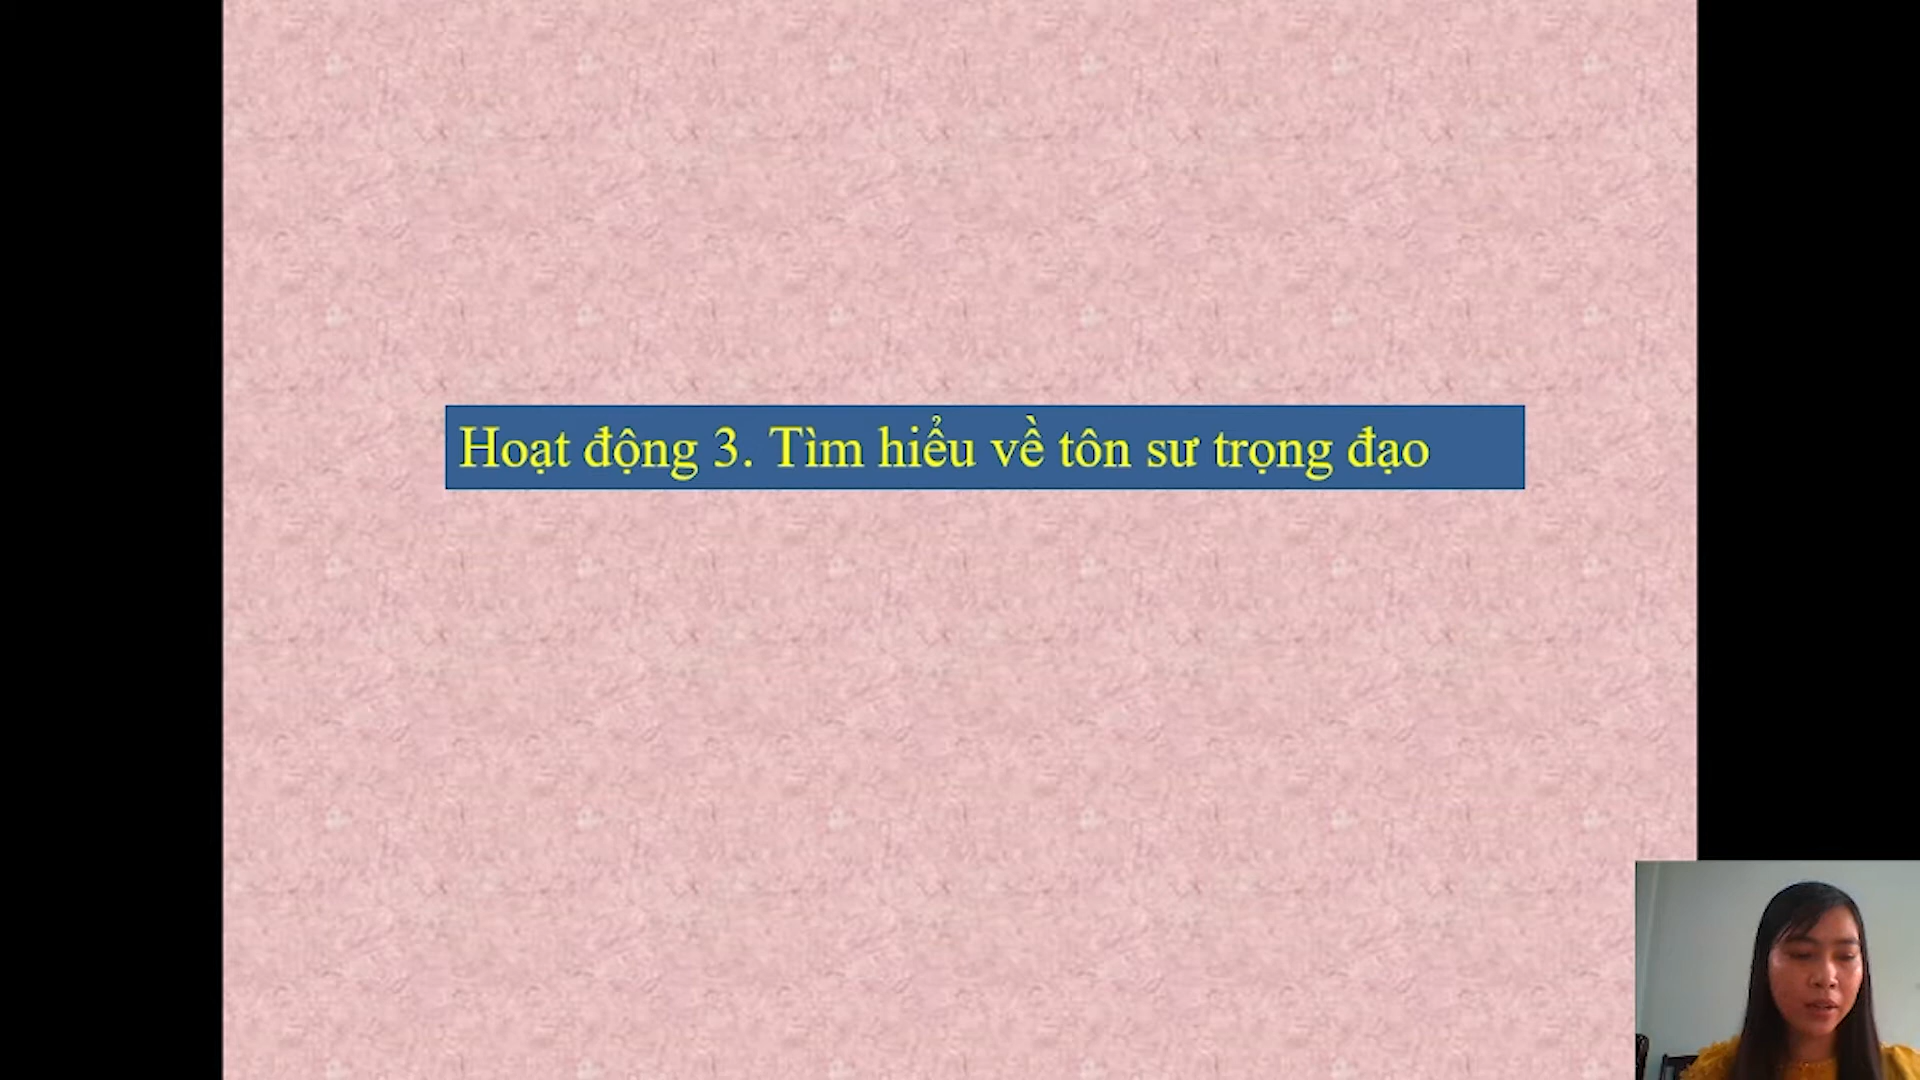 Hoạt động 3. Tìm hiểu về tôn sư trọng đạo